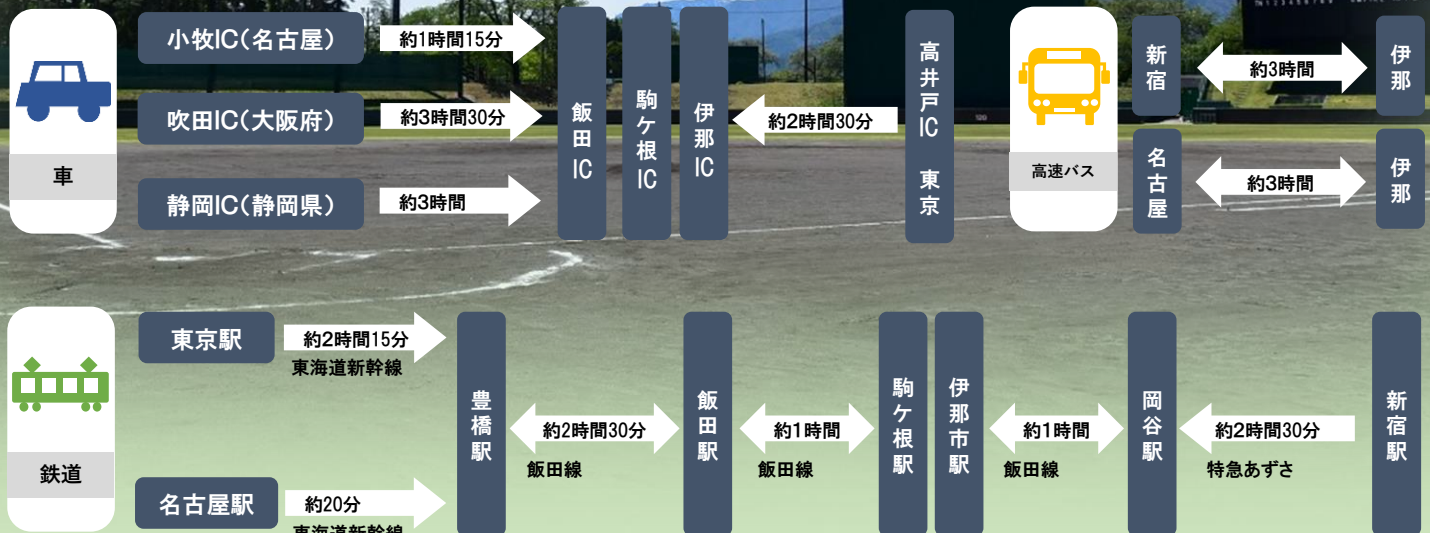 小牧IC(名古屋)
約1時間15分
吹田IC(大阪府)
約3時間30分
静岡IC(静岡県)
約3時間
車
飯田IC
駒ケ根IC
伊那IC
約2時間30分
高井戸IC 東京
高速バス
新宿
約3時間
伊那
名古屋
約3時間
伊那
鉄道
東京駅
約2時間15分
東海道新幹線
名古屋駅
約20分
東海道新幹線
豊橋駅
約2時間30分
飯田線
飯田駅
約1時間
飯田線
駒ケ根駅
伊那市駅
約1時間
飯田線
岡谷駅
約2時間30分
特急あずさ
新宿駅